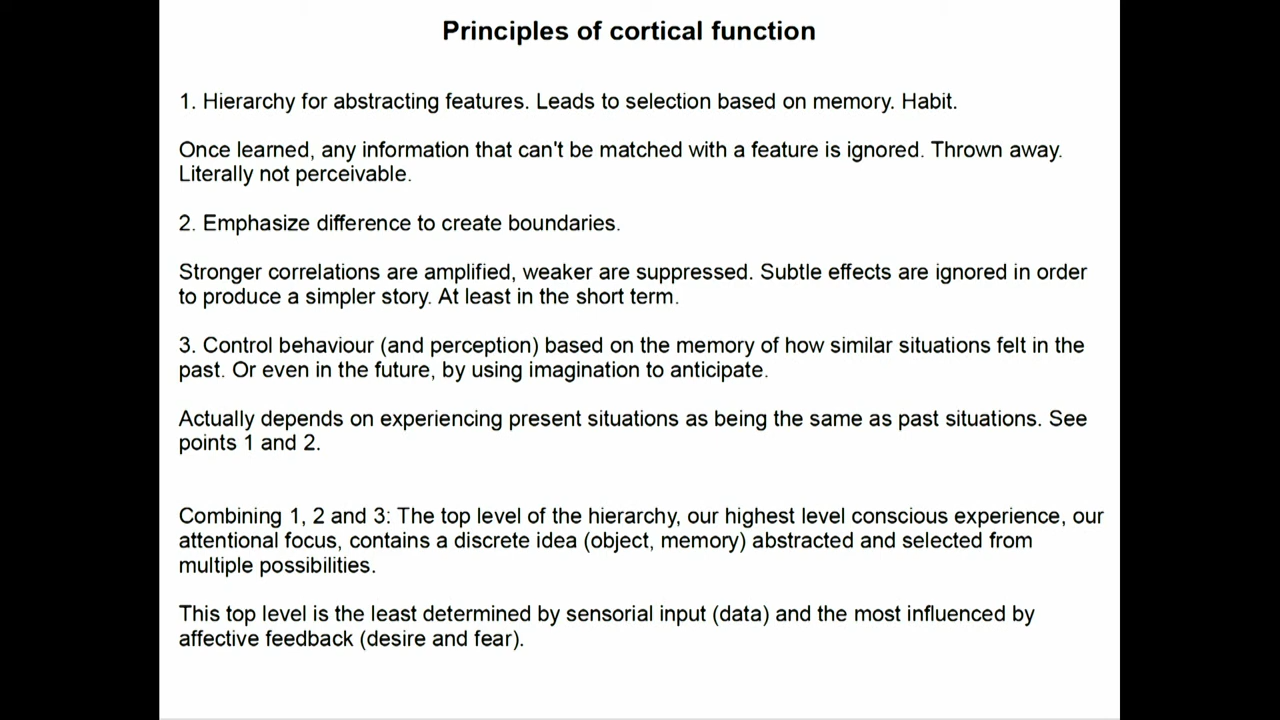 Principles of cortical function
1. Hierarchy for abstracting features. Leads to selection based on memory. Habit.
Once learned, any information that can't be matched with a feature is ignored. Thrown away.
Literally not perceivable.
2. Emphasize difference to create boundaries.
Stronger correlations are amplified, weaker are suppressed. Subtle effects are ignored in order
to produce a simpler story. At least in the short term.
3. Control behaviour (and perception) based on the memory of how similar situations felt in the
past. Or even in the future, by using imagination to anticipate.
Actually depends on experiencing present situations as being the same as past situations. See
points 1 and 2.
Combining 1, 2 and 3: The top level of the hierarchy, our highest level conscious experience, our
attentional focus, contains a discrete idea (object, memory) abstracted and selected from
multiple possibilities.
This top level is the least determined by sensorial input (data) and the most influenced by
affective feedback (desire and fear).